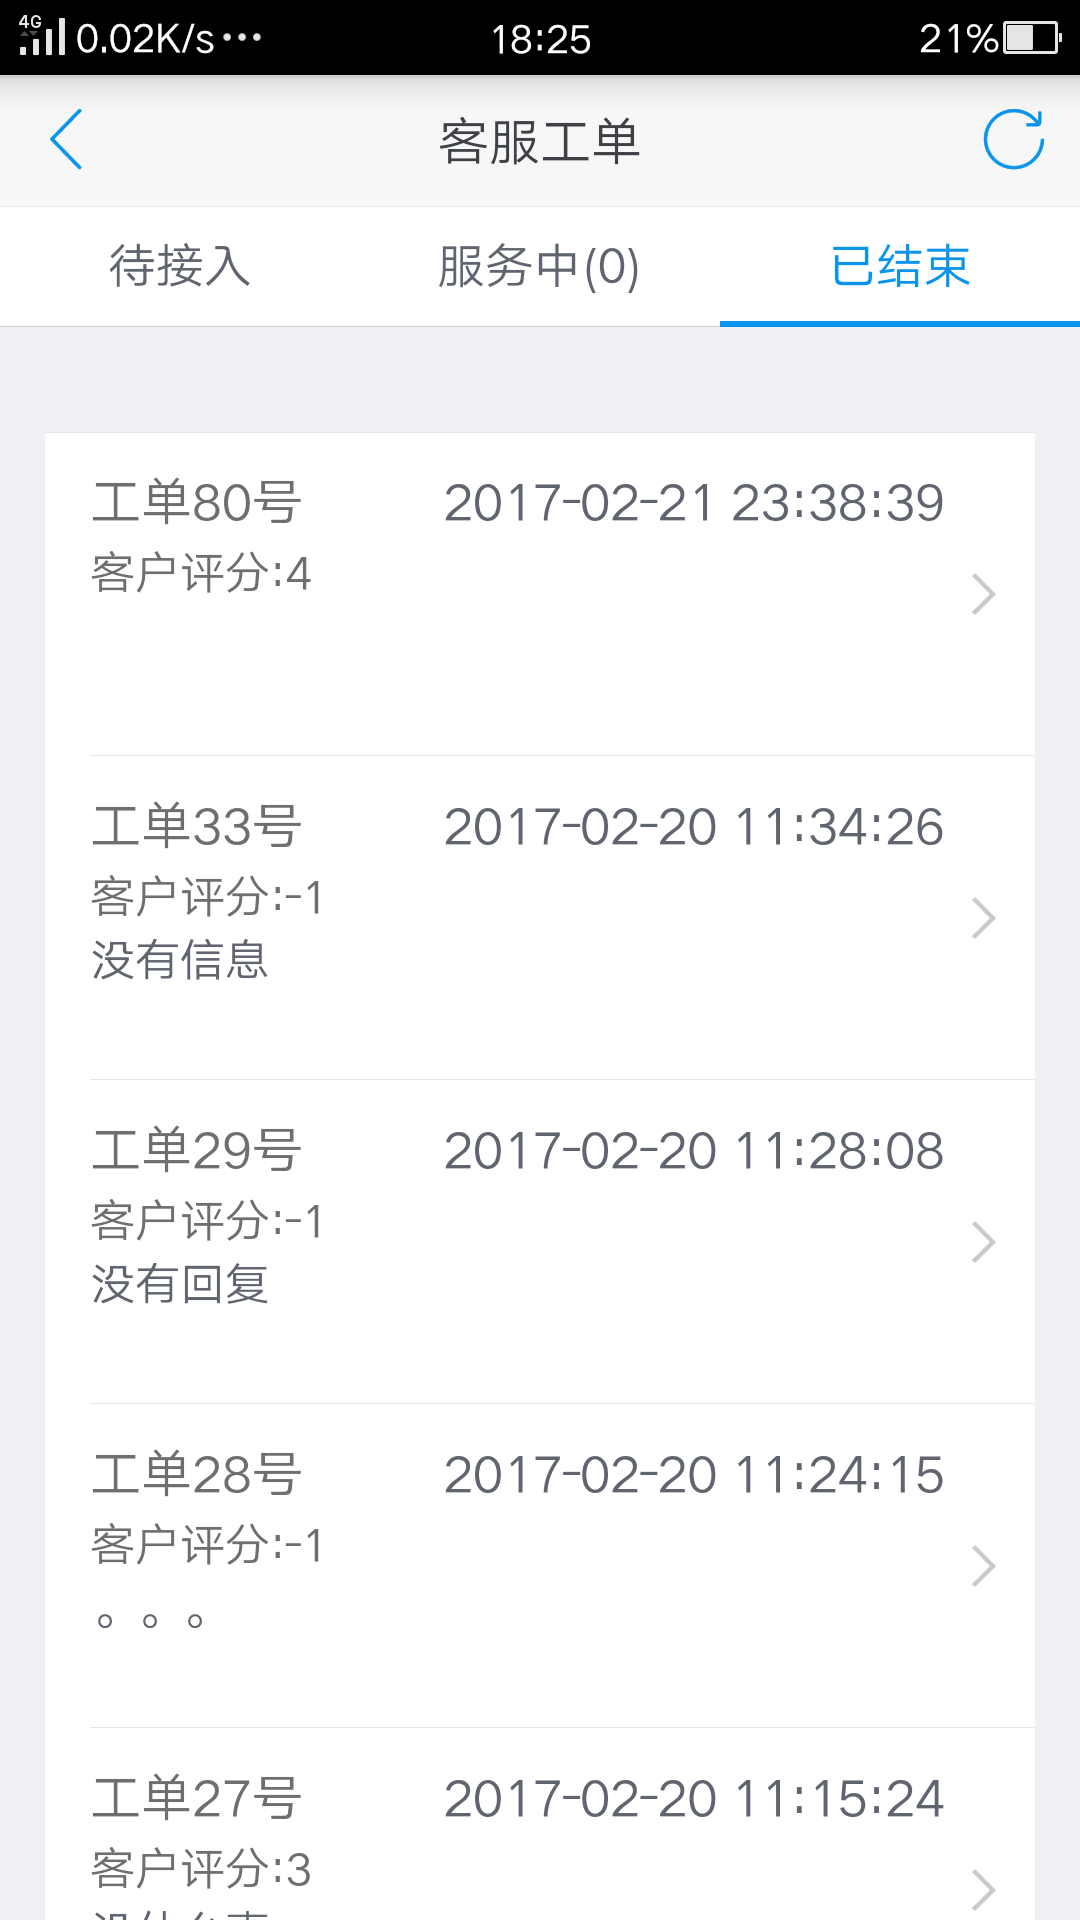 4G 0.02K/s ··· 18:25 21%
客服工单
待接入 服务中(0) 已结束
工单80号 2017-02-21 23:38:39
客户评分:4
工单33号 2017-02-20 11:34:26
客户评分:-1
没有信息
工单29号 2017-02-20 11:28:08
客户评分:-1
没有回复
工单28号 2017-02-20 11:24:15
客户评分:-1
。。。
工单27号 2017-02-20 11:15:24
客户评分:3